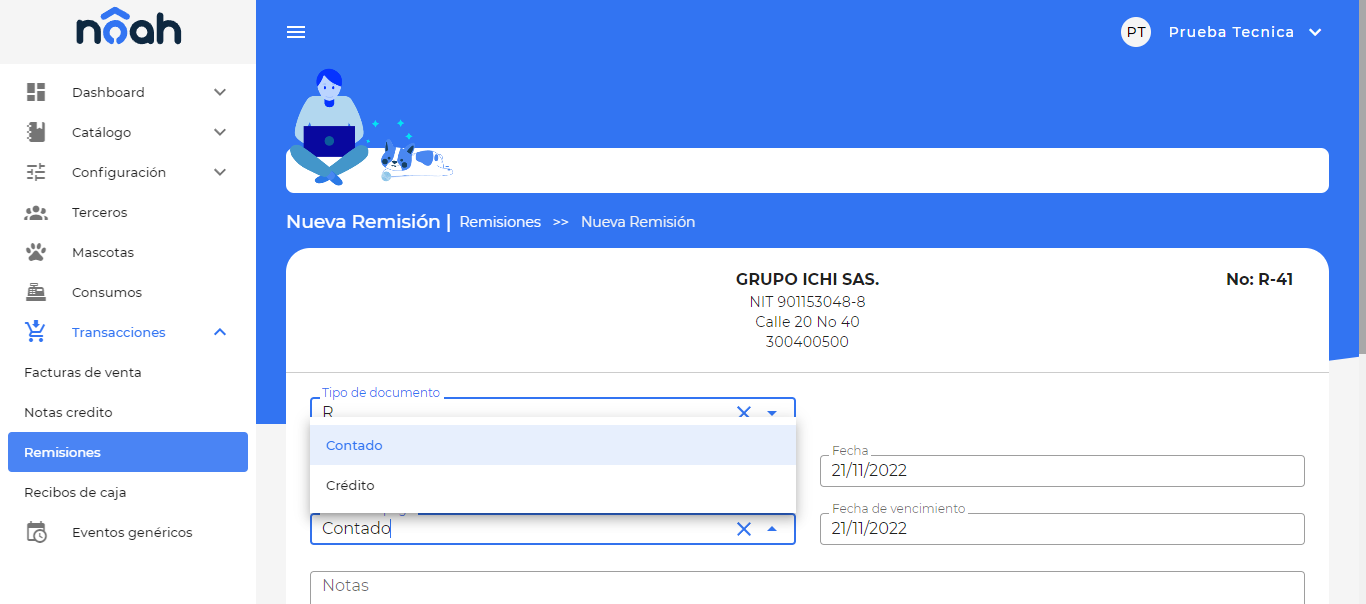 nôah
PT
Prueba Tecnica
Dashboard
Catálogo
Configuración
Terceros
Mascotas
Consumos
Transacciones
Facturas de venta
Notas credito
Remisiones
Recibos de caja
Eventos genéricos
Nueva Remisión | Remisiones >> Nueva Remisión
GRUPO ICHI SAS.
No: R-41
NIT 901153048-8
Calle 20 No 40
300400500
Tipo de documento
R
Contado
Crédito
Fecha
21/11/2022
Contado
Fecha de vencimiento
21/11/2022
Notas